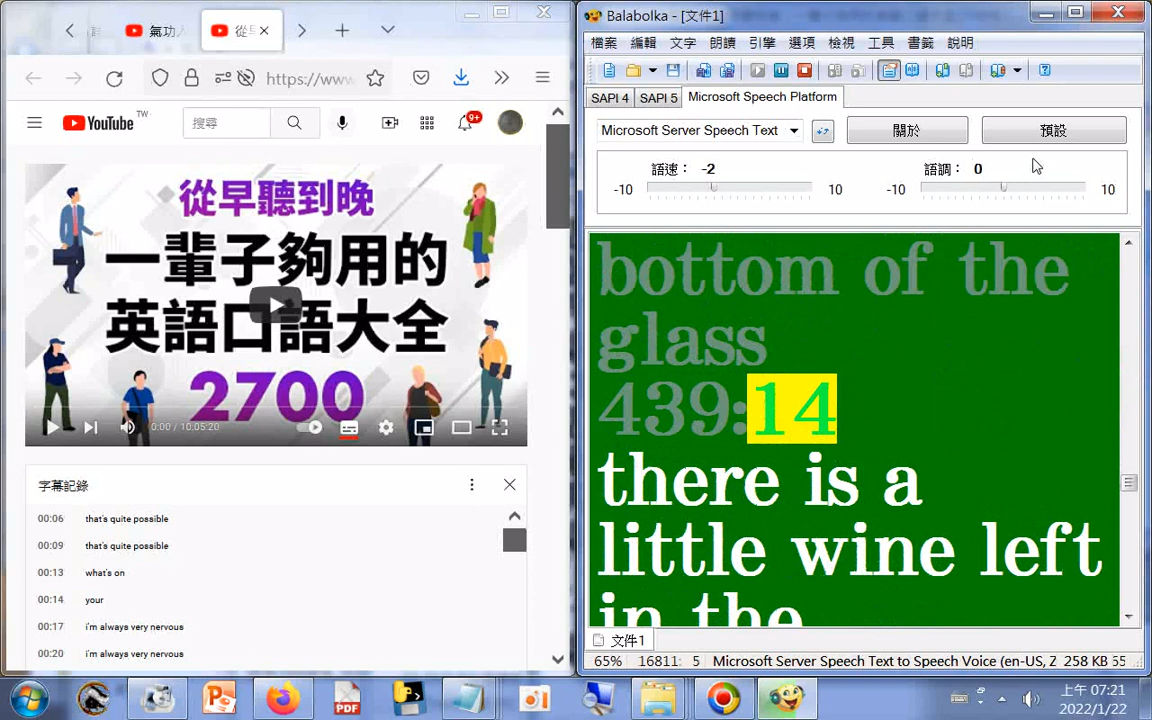 從
https://www
9+
YouTube TW
搜尋
從早聽到晚
一輩子夠用的
英語口語大全
2700
0:00 / 10:05:20
字幕記錄
00:06 that's quite possible
00:09 that's quite possible
00:13 what's on
00:14 your
00:17 i'm always very nervous
00:20 i'm always very nervous
Balabolka - [文件1]
檔案 編輯 文字 朗讀 引擎 選項 檢視 工具 書籤 說明
SAPI 4 SAPI 5 Microsoft Speech Platform
Microsoft Server Speech Text 關於 預設
語速： -2 語調： 0
-10 10 -10 10
bottom of the
glass
439:14
there is a
little wine left
in the
文件1
65% 16811: 5 Microsoft Server Speech Text to Speech Voice (en-US, Z 258 KB 55
PDF
上午 07:21
2022/1/22